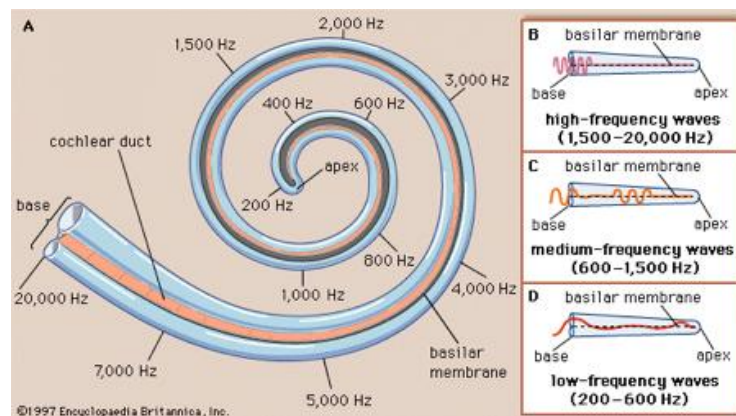 A
2,000 Hz
1,500 Hz
3,000 Hz
400 Hz
600 Hz
cochlear duct
apex
200 Hz
base
800 Hz
20,000 Hz
1,000 Hz
4,000 Hz
7,000 Hz
basilar
membrane
5,000 Hz
©1997 Encyclopaedia Britannica, Inc.
B
basilar membrane
base
apex
high-frequency waves
(1,500–20,000 Hz)
C
basilar membrane
base
apex
medium-frequency waves
(600–1,500 Hz)
D
basilar membrane
base
apex
low-frequency waves
(200–600 Hz)